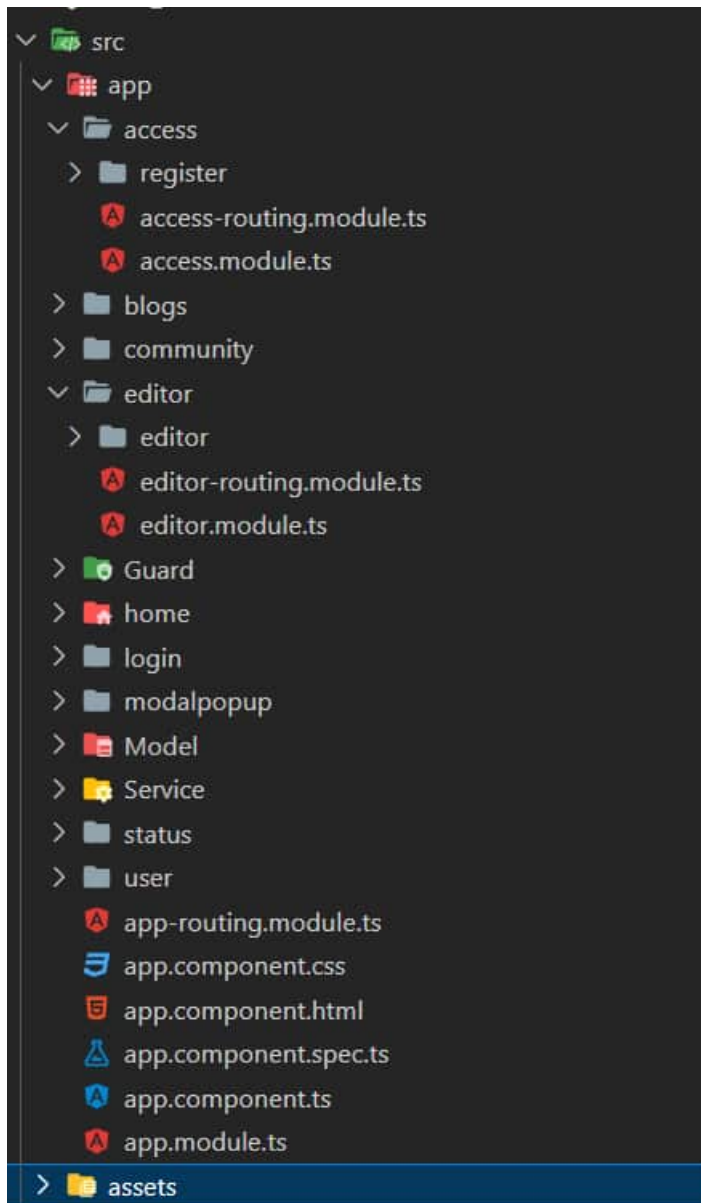 src
app
access
register
access-routing.module.ts
access.module.ts
blogs
community
editor
editor
editor-routing.module.ts
editor.module.ts
Guard
home
login
modalpopup
Model
Service
status
user
app-routing.module.ts
app.component.css
app.component.html
app.component.spec.ts
app.component.ts
app.module.ts
assets